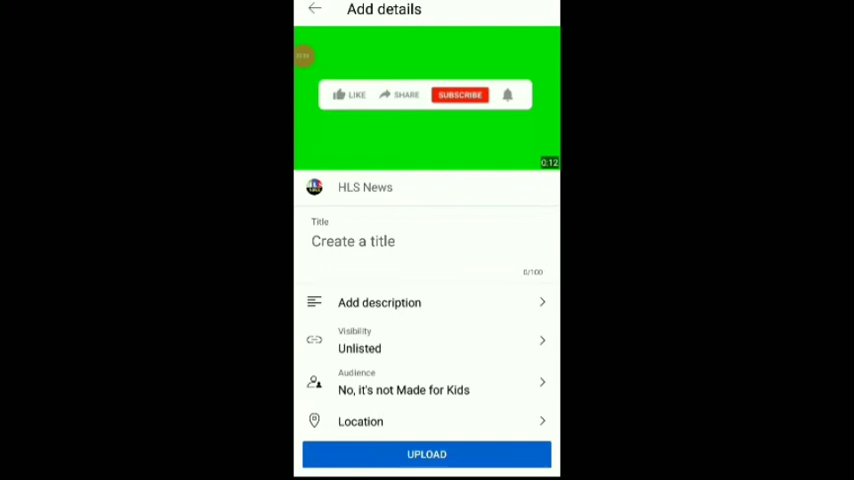 Add details
LIKE SHARE SUBSCRIBE
0:12
HLS News
Title
Create a title
0/100
Add description
Visibility
Unlisted
Audience
No, it's not Made for Kids
Location
UPLOAD